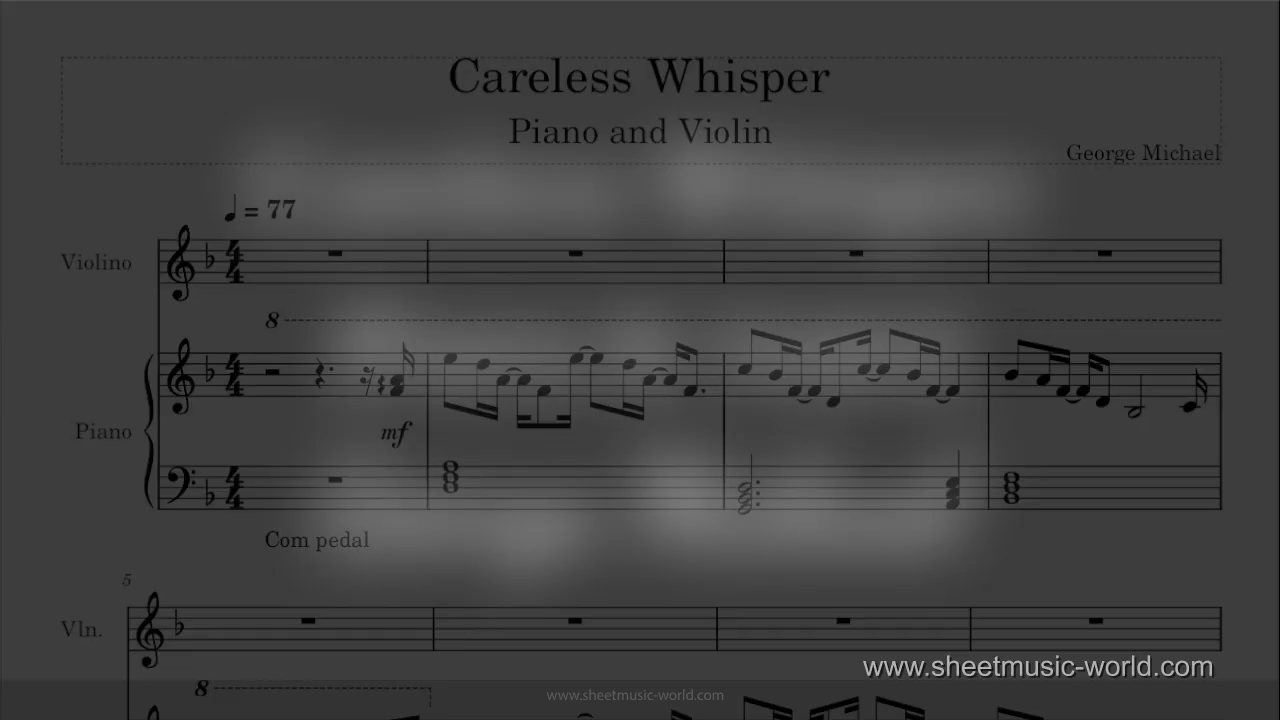 Careless Whisper
Piano and Violin
George Michael
♩ = 77
Violino
8
Piano
mf
Com pedal
5
Vln.
8
www.sheetmusic-world.com
www.sheetmusic-world.com